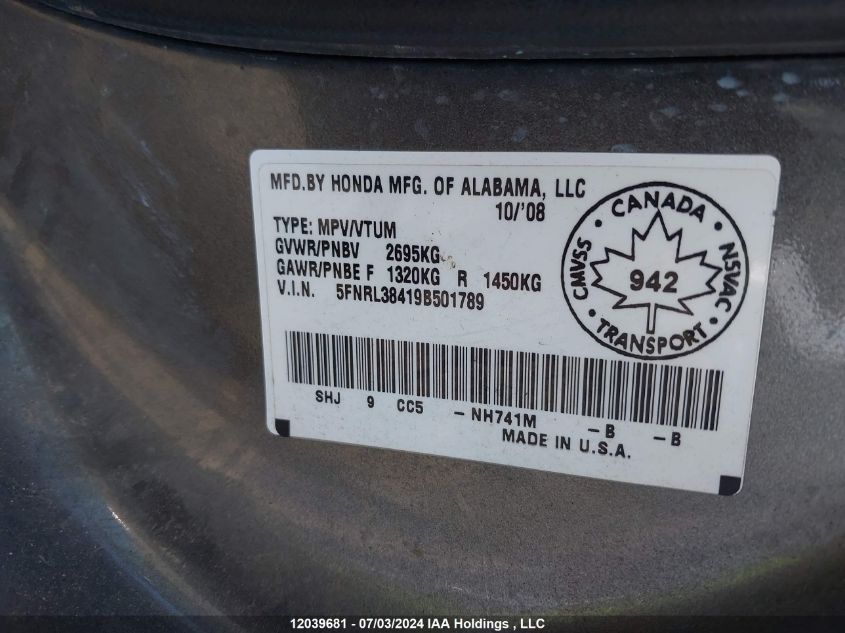 MFD.BY HONDA MFG. OF ALABAMA, LLC
10/'08
TYPE: MPV/VTUM
GVWR/PNBV 2695KG
GAWR/PNBE F 1320KG R 1450KG
V.I.N. 5FNRL38419B501789
CANADA
CMVSS 942 NSVAC
TRANSPORT
SHJ 9 CC5 -NH741M -B -B
MADE IN U.S.A.
12039681 - 07/03/2024 IAA Holdings, LLC